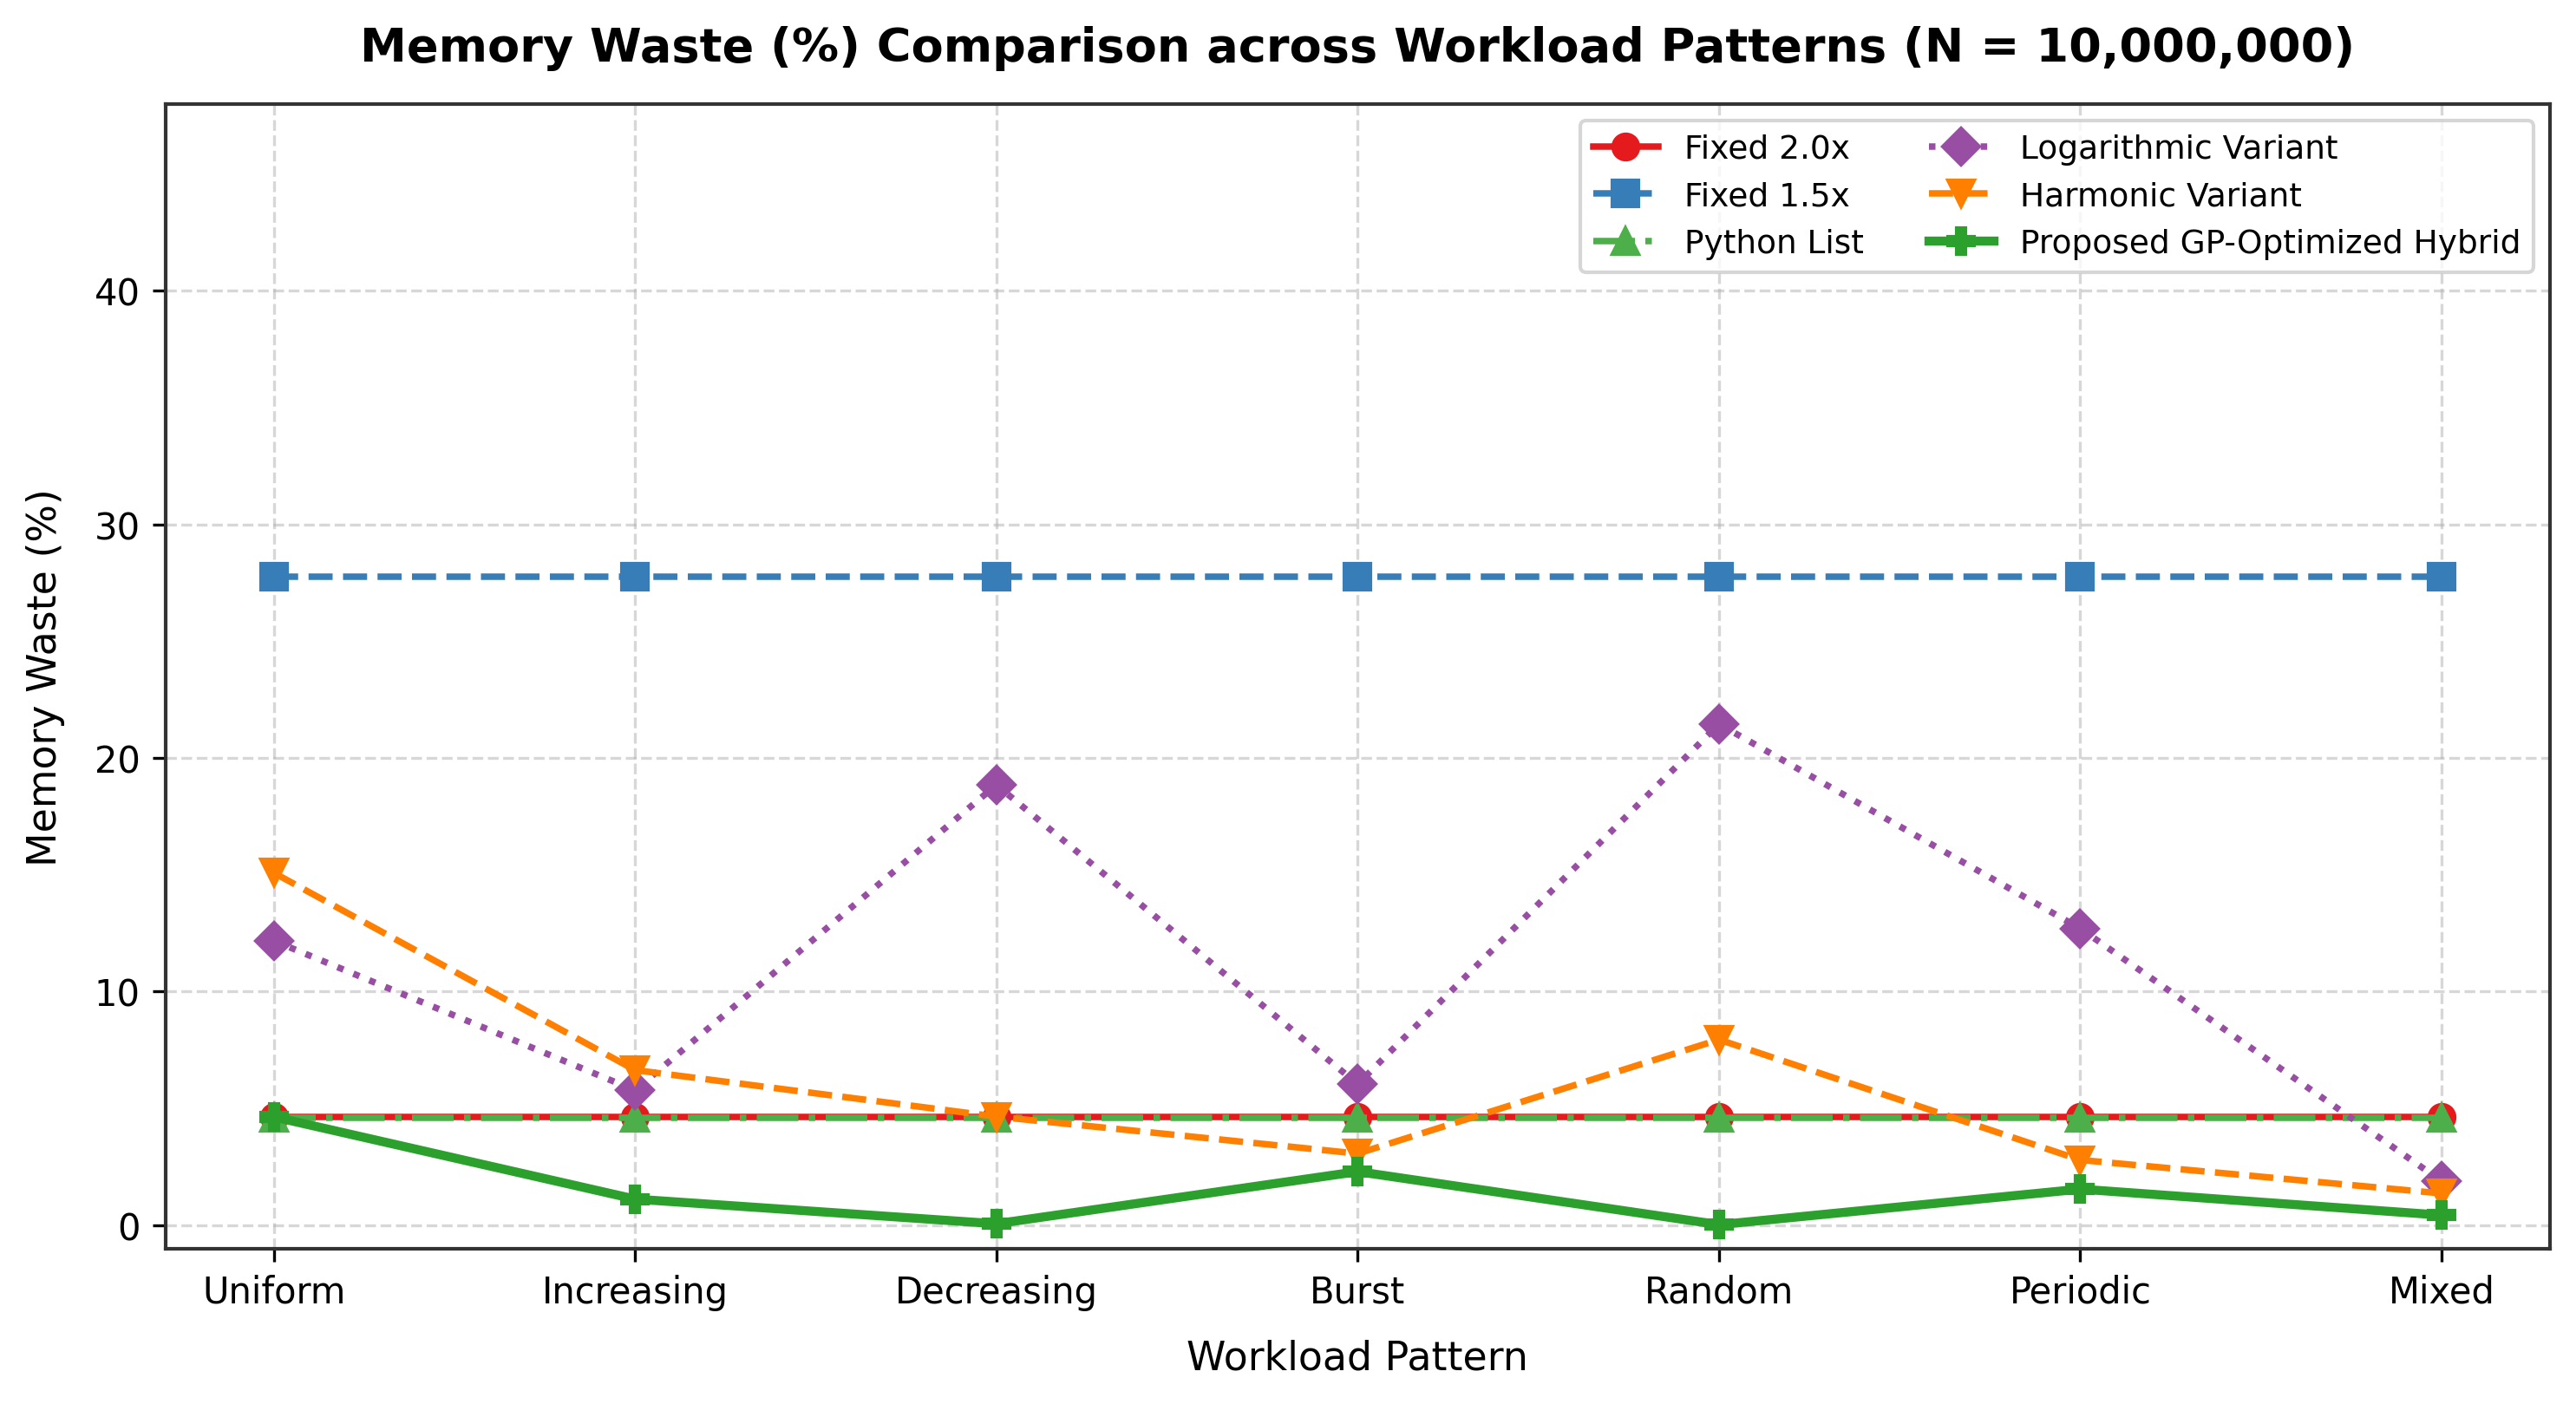 Memory Waste (%) Comparison across Workload Patterns (N = 10,000,000)
Fixed 2.0x
Fixed 1.5x
Python List
Logarithmic Variant
Harmonic Variant
Proposed GP-Optimized Hybrid
Memory Waste (%)
40
30
20
10
0
Uniform
Increasing
Decreasing
Burst
Random
Periodic
Mixed
Workload Pattern